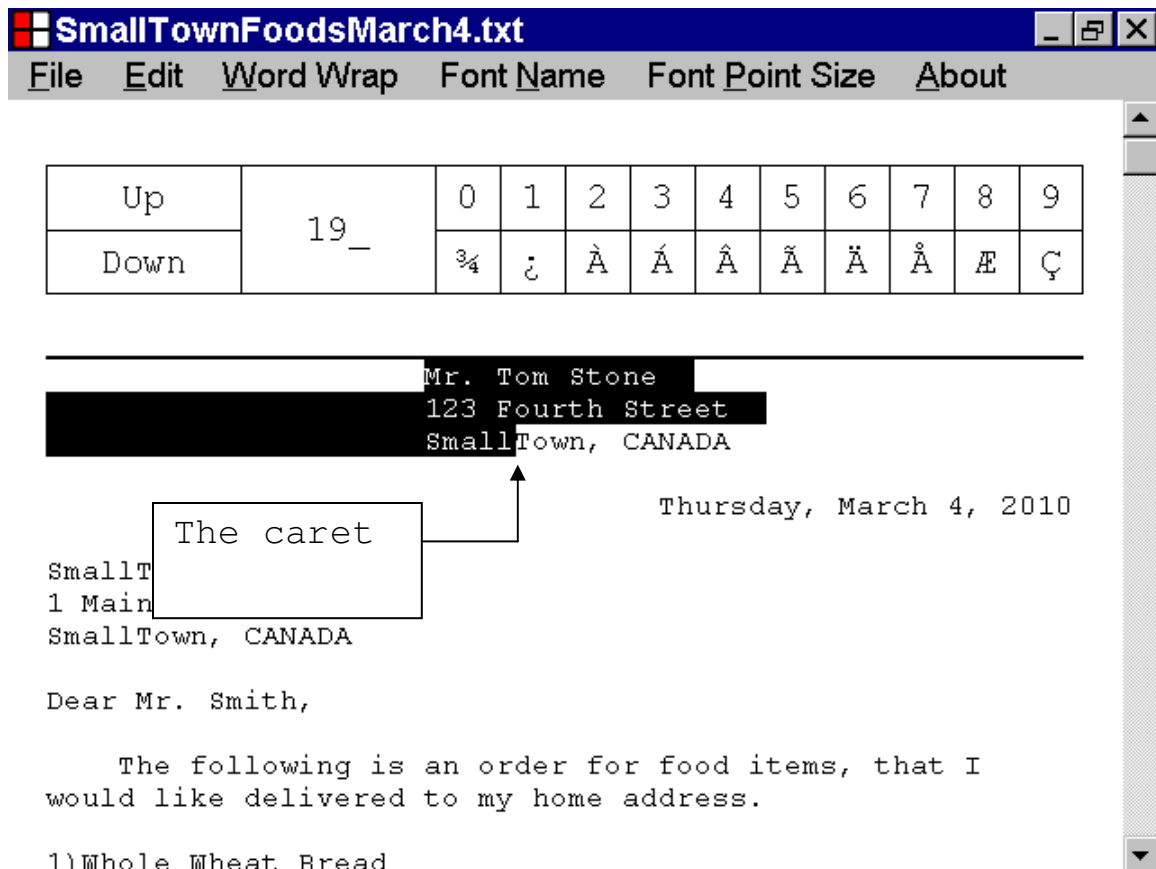 SmallTownFoodsMarch4.txt
File Edit Word Wrap Font Name Font Point Size About
Up 19_ 0 1 2 3 4 5 6 7 8 9
Down ¾ ¿ À Á Â Ã Ä Å Æ Ç
Mr. Tom Stone
123 Fourth Street
SmallTown, CANADA
Thursday, March 4, 2010
The caret
SmallT
1 Main
SmallTown, CANADA
Dear Mr. Smith,
The following is an order for food items, that I
would like delivered to my home address.
1)Whole Wheat Bread